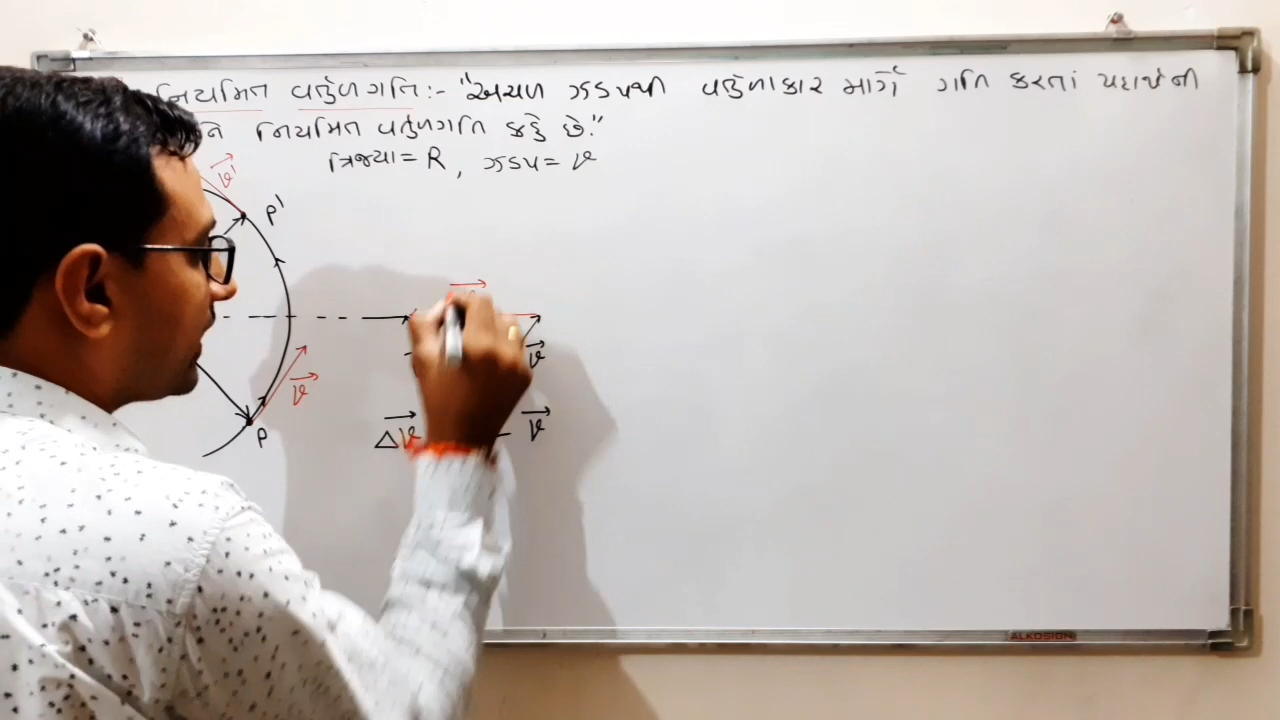 નિયમિત વર્તુળગતિ :- "અચળ ઝડપથી વર્તુળાકાર માર્ગે ગતિ કરતાં પદાર્થની
નિયમિત વર્તુળગતિ કહે છે."
ત્રિજ્યા = R, ઝડપ = v
v'
P'
v
v
Δv
- v
P
ALKOSIGN